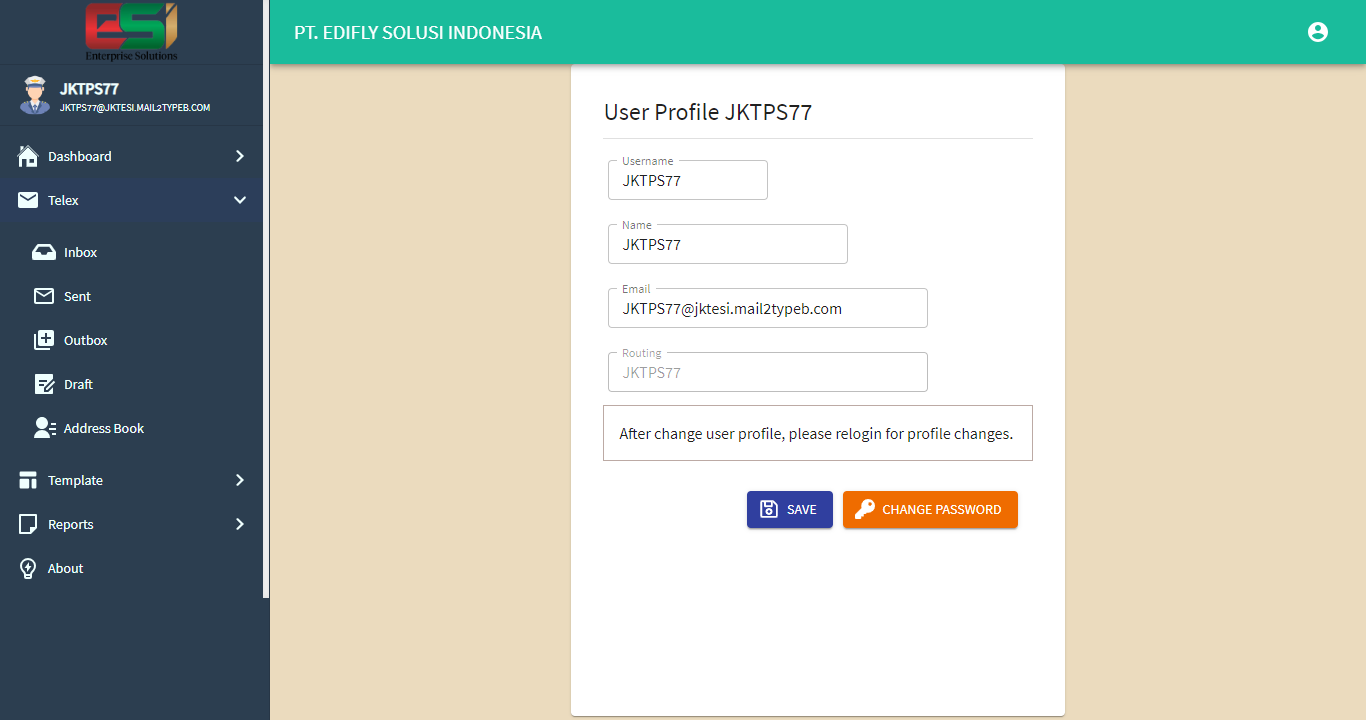 ESI
Enterprise Solutions
JKTPS77
JKTPS77@JKTESI.MAIL2TYPEB.COM
Dashboard
Telex
Inbox
Sent
Outbox
Draft
Address Book
Template
Reports
About
PT. EDIFLY SOLUSI INDONESIA
User Profile JKTPS77
Username
JKTPS77
Name
JKTPS77
Email
JKTPS77@jktesi.mail2typeb.com
Routing
JKTPS77
After change user profile, please relogin for profile changes.
SAVE
CHANGE PASSWORD